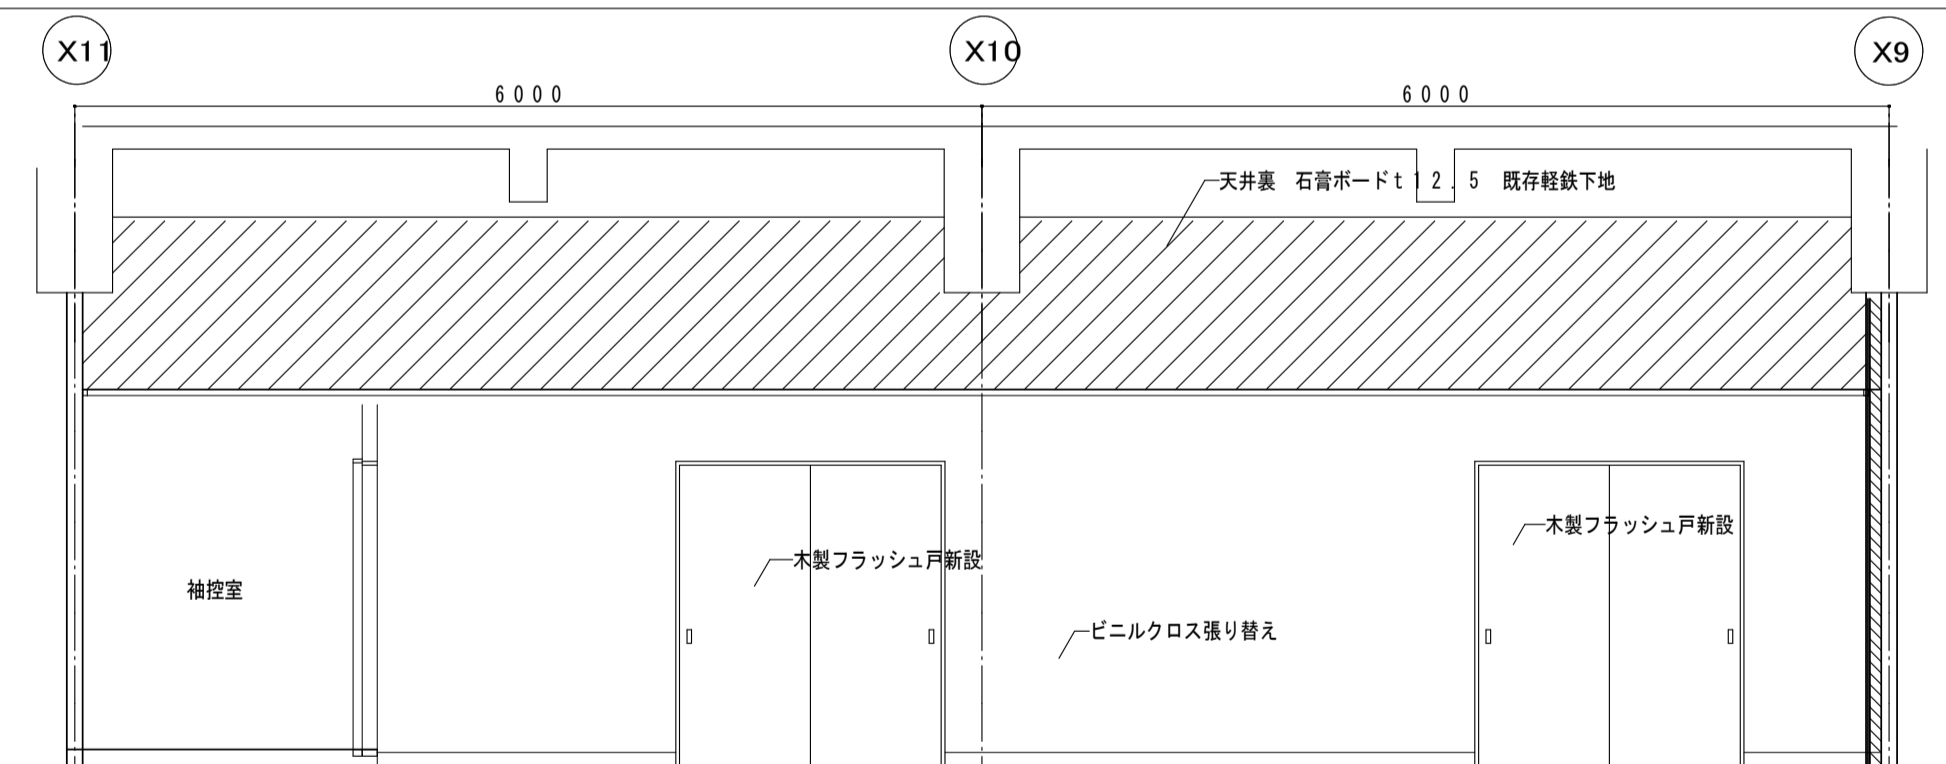 X11
X10
X9
6000
6000
天井裏　石膏ボードｔ１２．５　既存軽鉄下地
木製フラッシュ戸新設
木製フラッシュ戸新設
袖控室
ビニルクロス張り替え